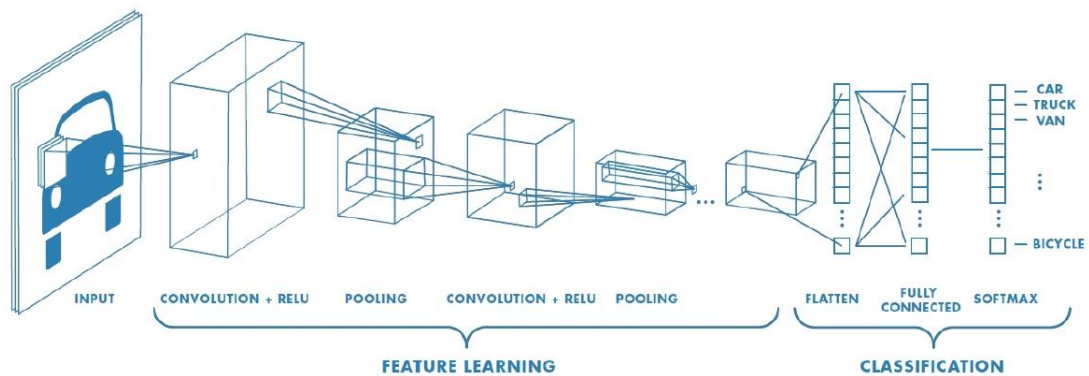 CAR
TRUCK
VAN
BICYCLE
INPUT
CONVOLUTION + RELU
POOLING
CONVOLUTION + RELU
POOLING
FLATTEN
FULLY
CONNECTED
SOFTMAX
FEATURE LEARNING
CLASSIFICATION